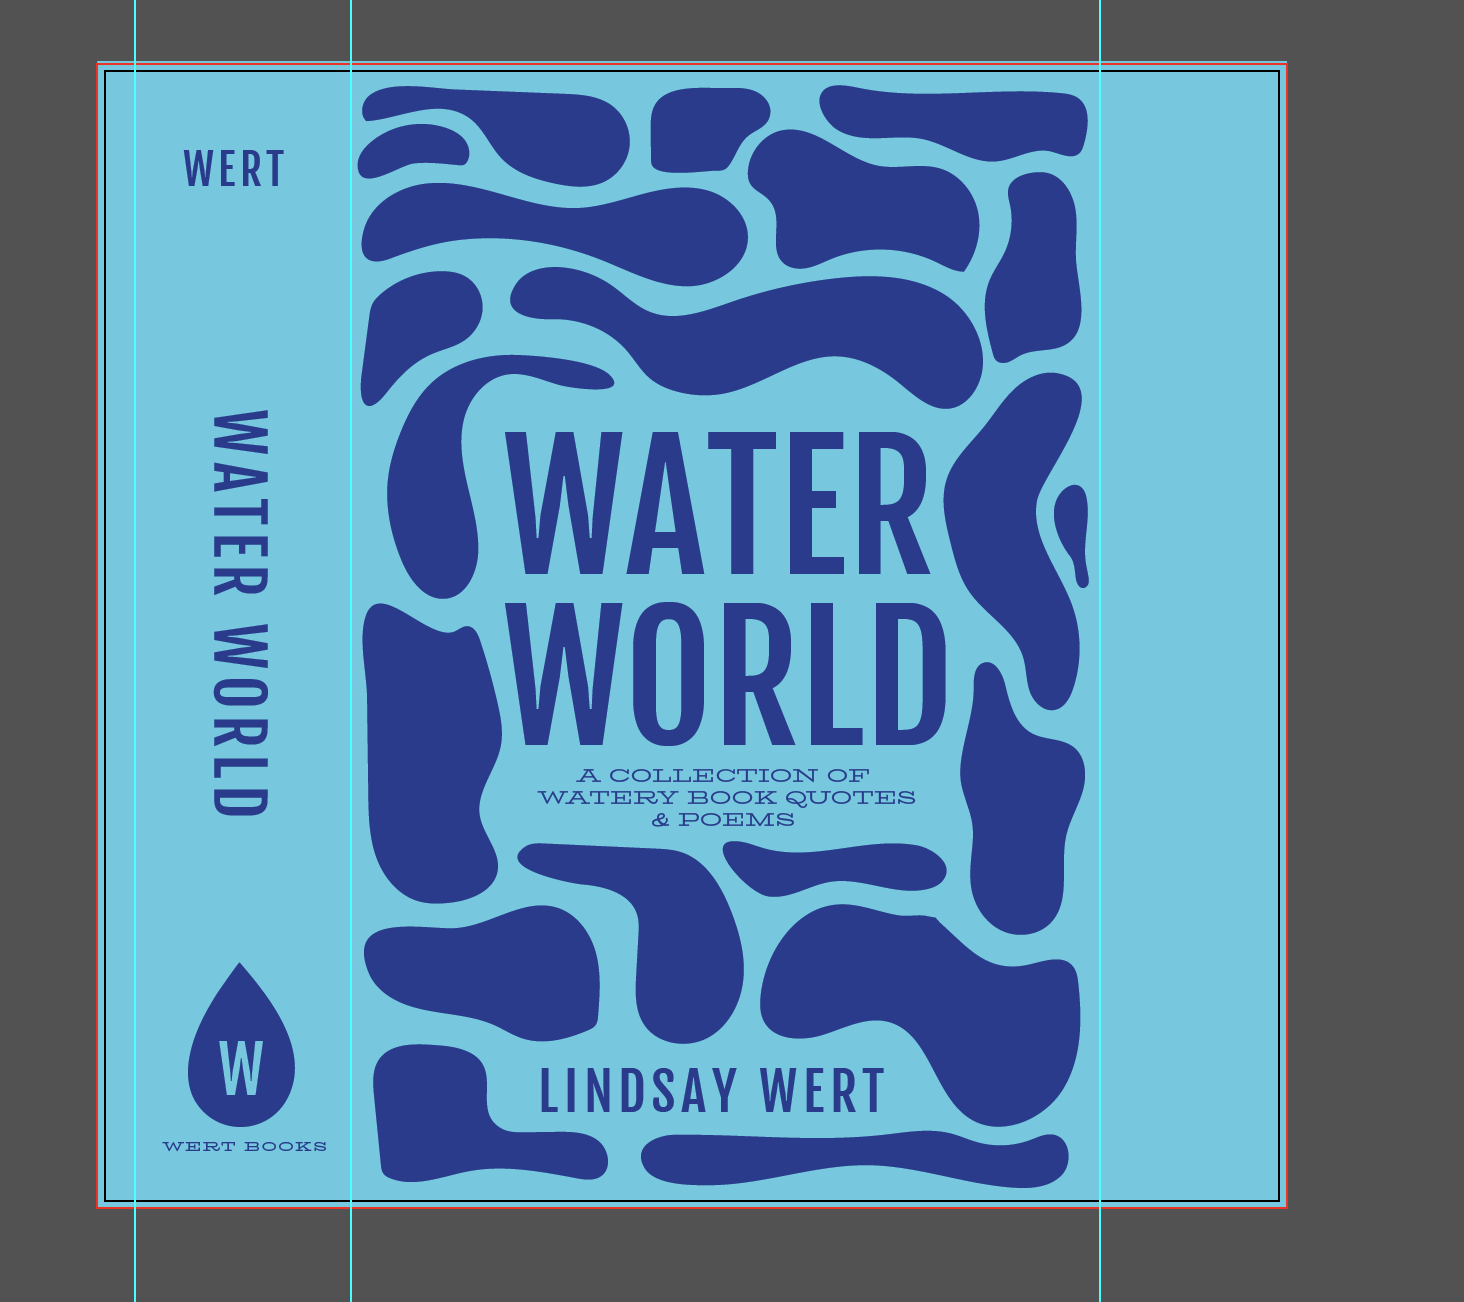 WERT
WATER WORLD
W
WERT BOOKS
WATER
WORLD
A COLLECTION OF
WATERY BOOK QUOTES
& POEMS
LINDSAY WERT